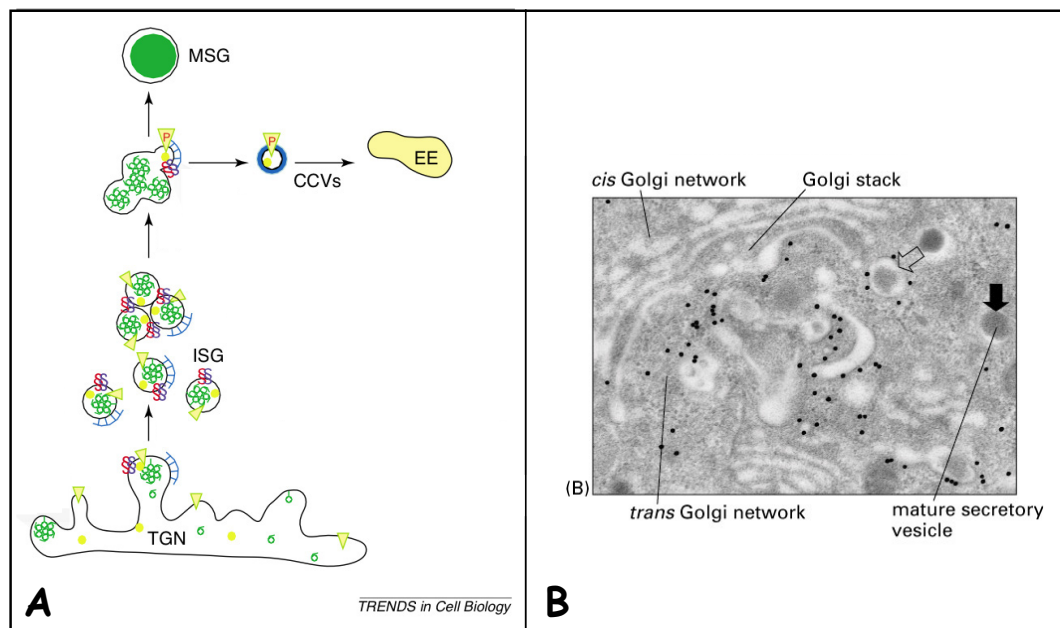 MSG
P
P
CCVs
EE
ISG
TGN
A
TRENDS in Cell Biology
cis Golgi network
Golgi stack
(B)
trans Golgi network
mature secretory
vesicle
B